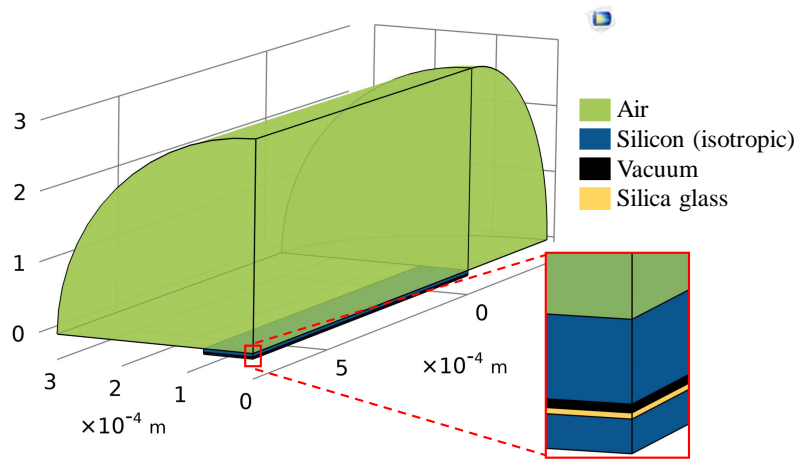 3
2
1
0
3
2
1
0
×10⁻⁴ m
5
0
×10⁻⁴ m
Air
Silicon (isotropic)
Vacuum
Silica glass